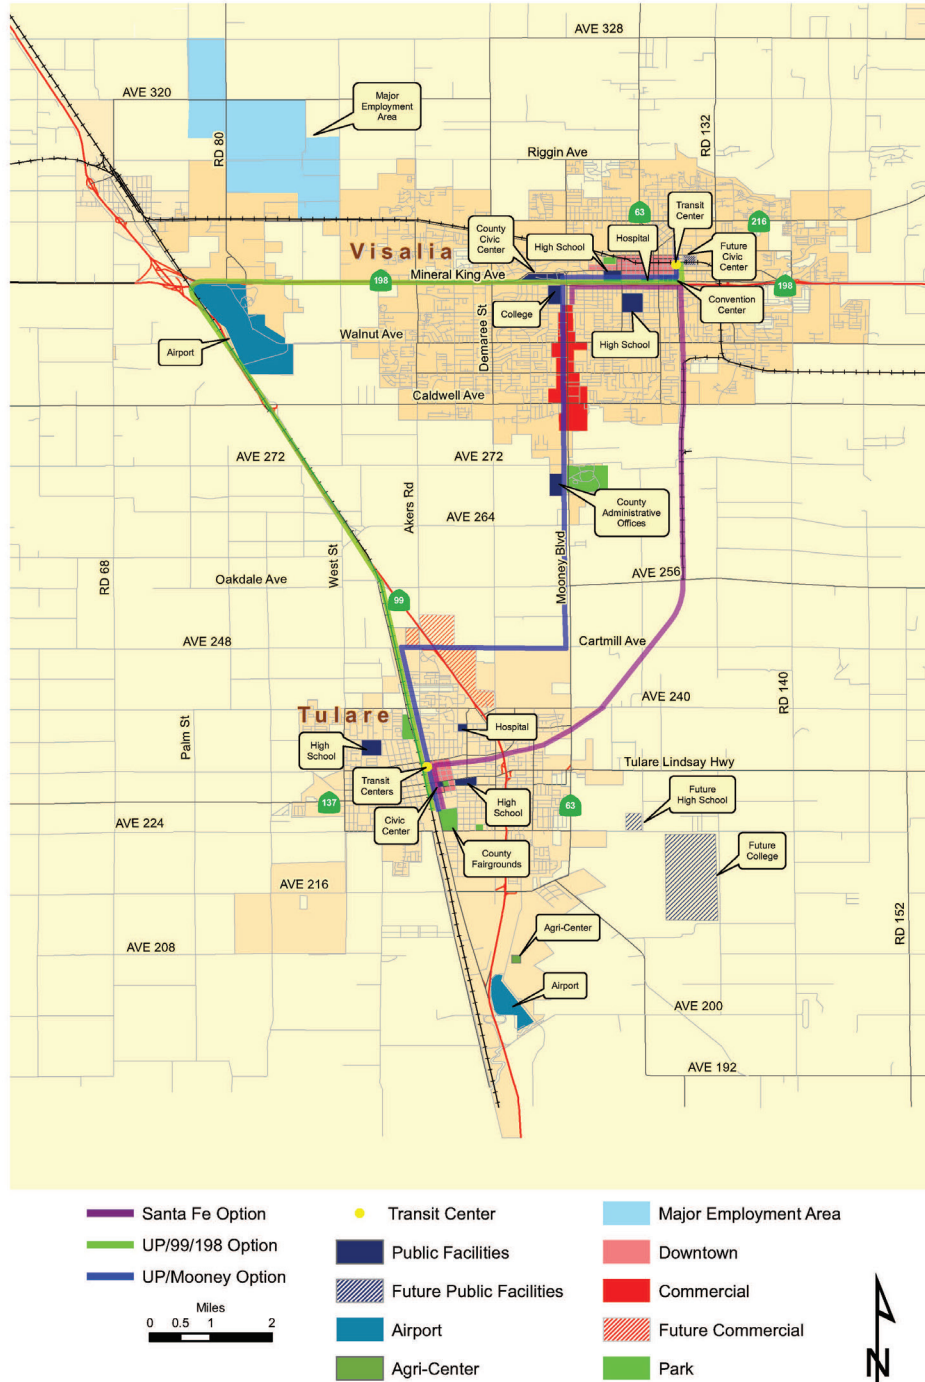 AVE 328
AVE 320
Major
Employment
Area
RD 80
RD 132
Riggin Ave
63
Transit
Center
216
County
Civic
Center
High School
Hospital
Future
Civic
Center
Visalia
Mineral King Ave
198
198
College
Convention
Center
Demaree St
Walnut Ave
High School
Airport
Caldwell Ave
AVE 272
AVE 272
Akers Rd
County
Administrative
Offices
AVE 264
West St
Mooney Blvd
RD 68
Oakdale Ave
AVE 256
99
AVE 248
Cartmill Ave
RD 140
AVE 240
Tulare
Palm St
High
School
Hospital
Tulare Lindsay Hwy
Transit
Centers
137
Civic
Center
High
School
63
Future
High School
AVE 224
County
Fairgrounds
Future
College
AVE 216
RD 152
Agri-Center
AVE 208
Airport
AVE 200
AVE 192
Santa Fe Option
UP/99/198 Option
UP/Mooney Option
Miles
0 0.5 1 2
Transit Center
Public Facilities
Future Public Facilities
Airport
Agri-Center
Major Employment Area
Downtown
Commercial
Future Commercial
Park
N